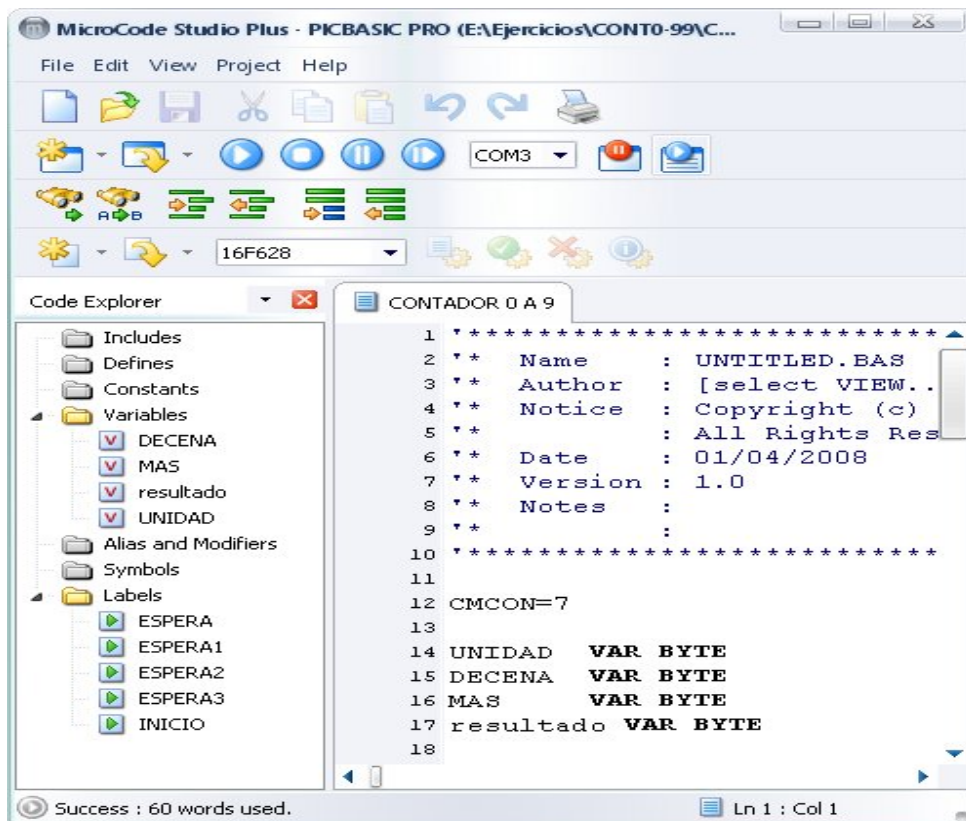 MicroCode Studio Plus - PICBASIC PRO (E:\Ejercicios\CONT0-99\C...
File Edit View Project Help
COM3
A B
16F628
Code Explorer
Includes
Defines
Constants
Variables
DECENA
MAS
resultado
UNIDAD
Alias and Modifiers
Symbols
Labels
ESPERA
ESPERA1
ESPERA2
ESPERA3
INICIO
CONTADOR 0 A 9
1 '****************************
2 '* Name : UNTITLED.BAS
3 '* Author : [select VIEW..
4 '* Notice : Copyright (c)
5 '* : All Rights Res
6 '* Date : 01/04/2008
7 '* Version : 1.0
8 '* Notes :
9 '* :
10 '****************************
11
12 CMCON=7
13
14 UNIDAD VAR BYTE
15 DECENA VAR BYTE
16 MAS VAR BYTE
17 resultado VAR BYTE
18
Success : 60 words used.
Ln 1 : Col 1